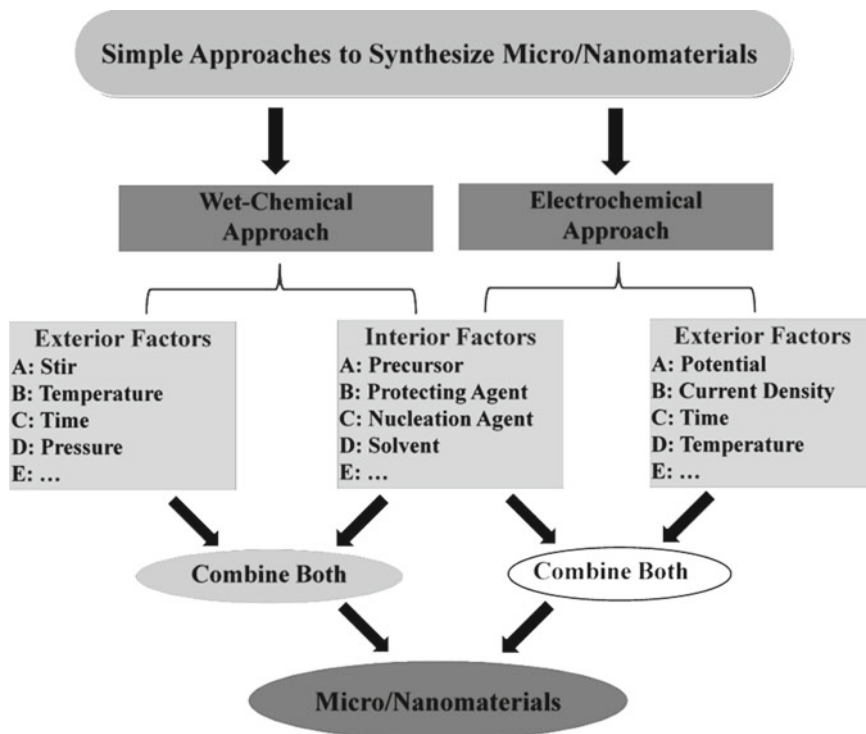 Simple Approaches to Synthesize Micro/Nanomaterials
Wet-Chemical
Approach
Electrochemical
Approach
Exterior Factors
A: Stir
B: Temperature
C: Time
D: Pressure
E: ...
Interior Factors
A: Precursor
B: Protecting Agent
C: Nucleation Agent
D: Solvent
E: ...
Exterior Factors
A: Potential
B: Current Density
C: Time
D: Temperature
E: ...
Combine Both
Combine Both
Micro/Nanomaterials